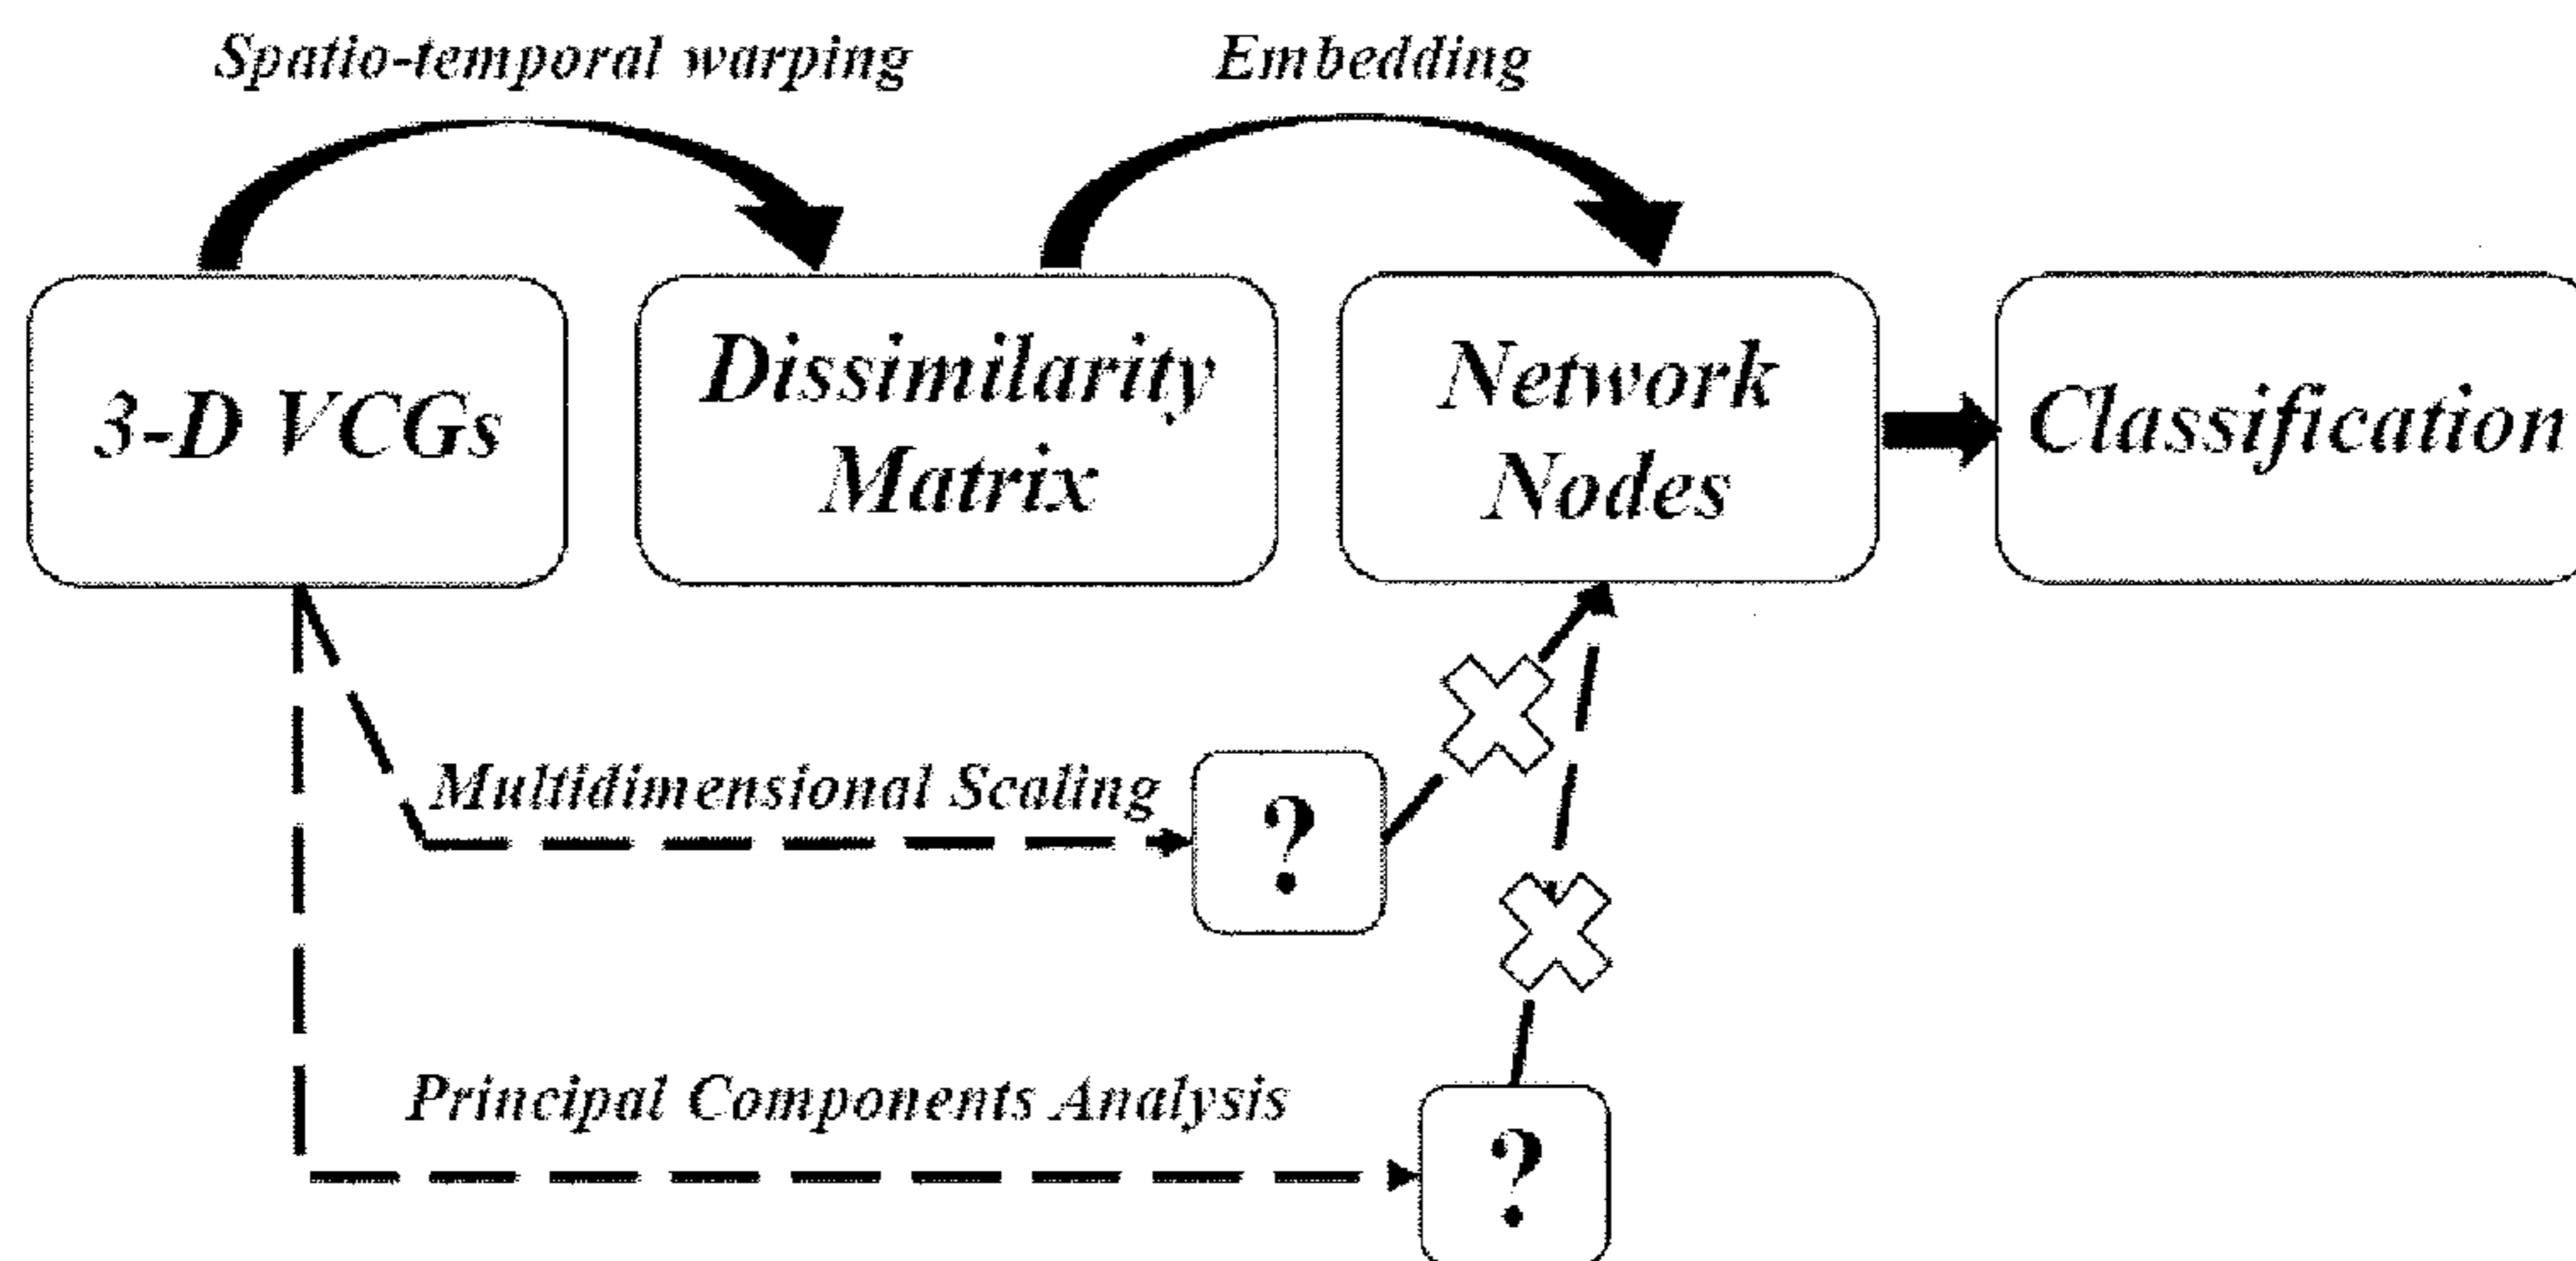 Spatio-temporal warping
Embedding
3-D VCGs
Dissimilarity
Matrix
Network
Nodes
Classification
Multidimensional Scaling
?
Principal Components Analysis
?